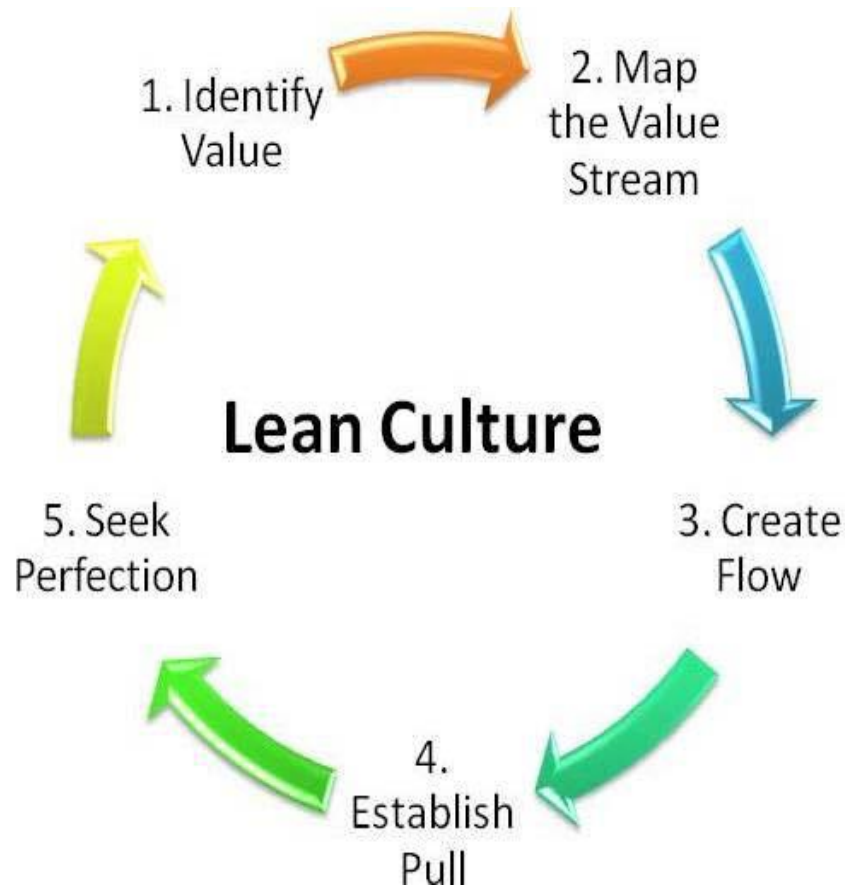 1. Identify
Value
2. Map
the Value
Stream
Lean Culture
3. Create
Flow
4.
Establish
Pull
5. Seek
Perfection